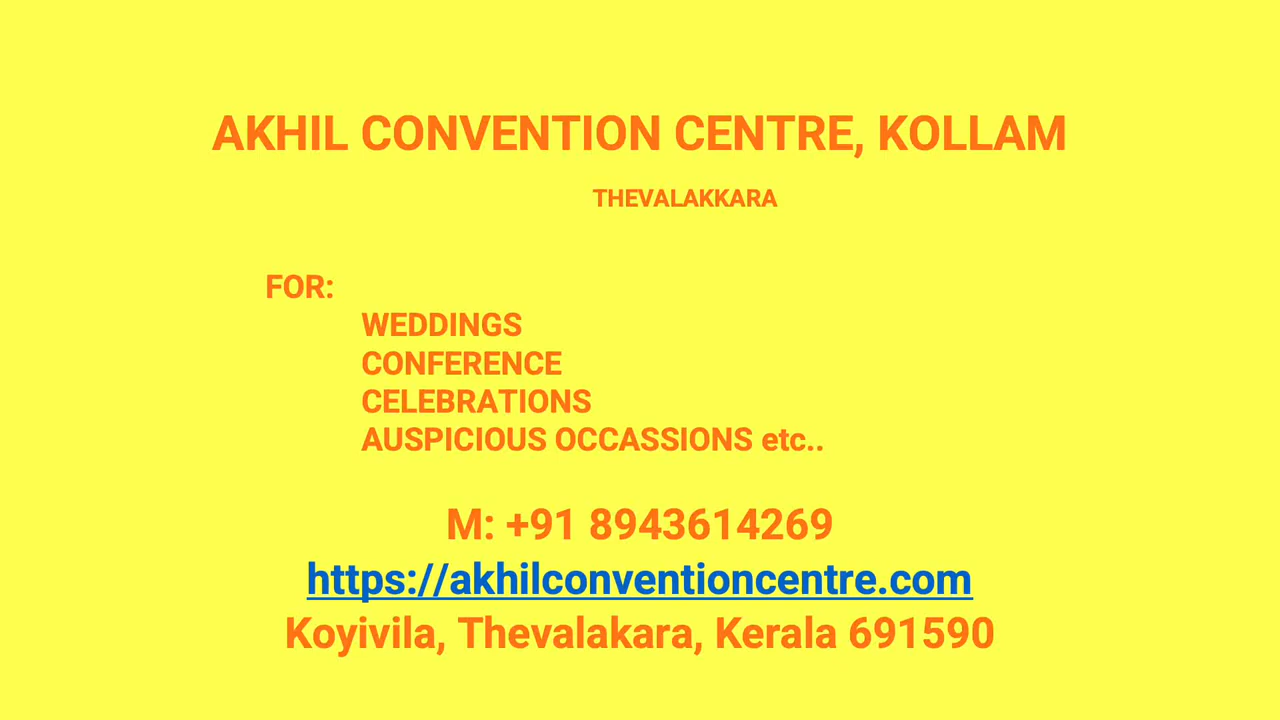 AKHIL CONVENTION CENTRE, KOLLAM
THEVALAKKARA
FOR:
WEDDINGS
CONFERENCE
CELEBRATIONS
AUSPICIOUS OCCASSIONS etc..
M: +91 8943614269
https://akhilconventioncentre.com
Koyivila, Thevalakara, Kerala 691590